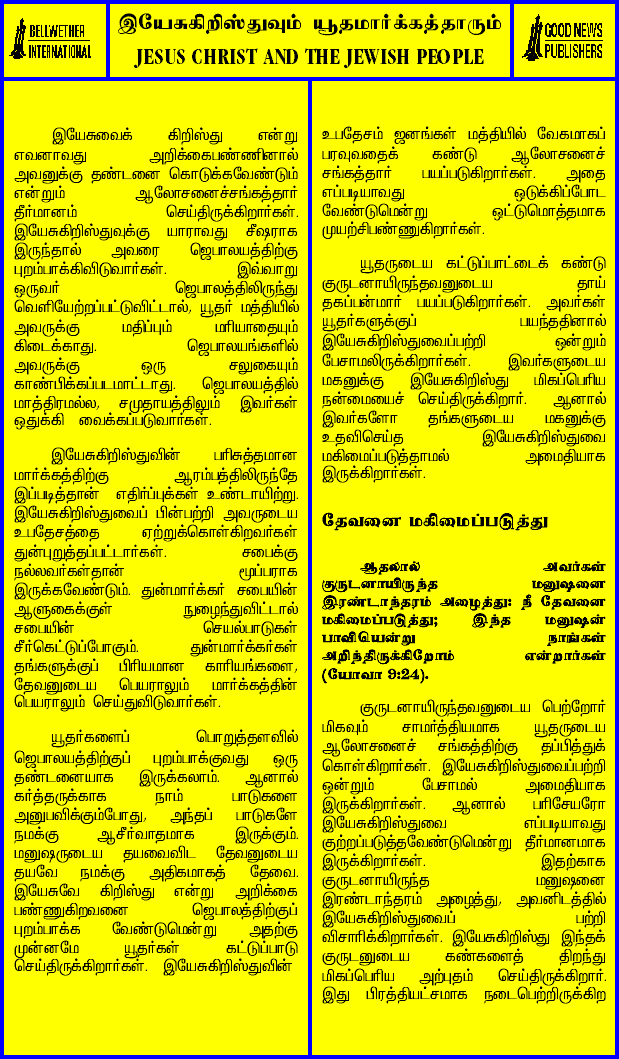 BELLWETHER
INTERNATIONAL
இயேசுகிறிஸ்துவும் யூதமார்க்கத்தாரும்
JESUS CHRIST AND THE JEWISH PEOPLE
GOOD NEWS
PUBLISHERS
இயேசுவைக் கிறிஸ்து என்று
எவனாவது அறிக்கைபண்ணினால்
அவனுக்கு தண்டனை கொடுக்கவேண்டும்
என்றும் ஆலோசனைச்சங்கத்தார்
தீர்மானம் செய்திருக்கிறார்கள்.
இயேசுகிறிஸ்துவுக்கு யாராவது சீஷராக
இருந்தால் அவரை ஜெபாலயத்திற்கு
புறம்பாக்கிவிடுவார்கள். இவ்வாறு
ஒருவர் ஜெபாலத்திலிருந்து
வெளியேற்றப்பட்டுவிட்டால், யூதர் மத்தியில்
அவருக்கு மதிப்பும் மரியாதையும்
கிடைக்காது. ஜெபாலயங்களில்
அவருக்கு ஒரு சலுகையும்
காண்பிக்கப்படமாட்டாது. ஜெபாலயத்தில்
மாத்திரமல்ல, சமுதாயத்திலும் இவர்கள்
ஒதுக்கி வைக்கப்படுவார்கள்.
இயேசுகிறிஸ்துவின் பரிசுத்தமான
மார்க்கத்திற்கு ஆரம்பத்திலிருந்தே
இப்படித்தான் எதிர்ப்புக்கள் உண்டாயிற்று.
இயேசுகிறிஸ்துவைப் பின்பற்றி அவருடைய
உபதேசத்தை ஏற்றுக்கொள்கிறவர்கள்
துன்புறுத்தப்பட்டார்கள். சபைக்கு
நல்லவர்கள்தான் மூப்பராக
இருக்கவேண்டும். துன்மார்க்கர் சபையின்
ஆளுகைக்குள் நுழைந்துவிட்டால்
சபையின் செயல்பாடுகள்
சீர்கெட்டுப்போகும். துன்மார்க்கர்கள்
தங்களுக்குப் பிரியமான காரியங்களை,
தேவனுடைய பெயராலும் மார்க்கத்தின்
பெயராலும் செய்துவிடுவார்கள்.
யூதர்களைப் பொறுத்தளவில்
ஜெபாலயத்திற்குப் புறம்பாக்குவது ஒரு
தண்டனையாக இருக்கலாம். ஆனால்
கர்த்தருக்காக நாம் பாடுகளை
அனுபவிக்கும்போது, அந்தப் பாடுகளே
நமக்கு ஆசீர்வாதமாக இருக்கும்.
மனுஷருடைய தயவைவிட தேவனுடைய
தயவே நமக்கு அதிகமாகத் தேவை.
இயேசுவே கிறிஸ்து என்று அறிக்கை
பண்ணுகிறவனை ஜெபாலத்திற்குப்
புறம்பாக்க வேண்டுமென்று அதற்கு
முன்னமே யூதர்கள் கட்டுப்பாடு
செய்திருக்கிறார்கள். இயேசுகிறிஸ்துவின்
உபதேசம் ஜனங்கள் மத்தியில் வேகமாகப்
பரவுவதைக் கண்டு ஆலோசனைச்
சங்கத்தார் பயப்படுகிறார்கள். அதை
எப்படியாவது ஒடுக்கிப்போட
வேண்டுமென்று ஒட்டுமொத்தமாக
முயற்சிபண்ணுகிறார்கள்.
யூதருடைய கட்டுப்பாட்டைக் கண்டு
குருடனாயிருந்தவனுடைய தாய்
தகப்பன்மார் பயப்படுகிறார்கள். அவர்கள்
யூதர்களுக்குப் பயந்ததினால்
இயேசுகிறிஸ்துவைப்பற்றி ஒன்றும்
பேசாமலிருக்கிறார்கள். இவர்களுடைய
மகனுக்கு இயேசுகிறிஸ்து மிகப்பெரிய
நன்மையைச் செய்திருக்கிறார். ஆனால்
இவர்களோ தங்களுடைய மகனுக்கு
உதவிசெய்த இயேசுகிறிஸ்துவை
மகிமைப்படுத்தாமல் அமைதியாக
இருக்கிறார்கள்.
தேவனை மகிமைப்படுத்து
ஆதலால் அவர்கள்
குருடனாயிருந்த மனுஷனை
இரண்டாந்தரம் அழைத்து: நீ தேவனை
மகிமைப்படுத்து; இந்த மனுஷன்
பாவியென்று நாங்கள்
அறிந்திருக்கிறோம் என்றார்கள்
(யோவா 9:24).
குருடனாயிருந்தவனுடைய பெற்றோர்
மிகவும் சாமர்த்தியமாக யூதருடைய
ஆலோசனைச் சங்கத்திற்கு தப்பித்துக்
கொள்கிறார்கள். இயேசுகிறிஸ்துவைப்பற்றி
ஒன்றும் பேசாமல் அமைதியாக
இருக்கிறார்கள். ஆனால் பரிசேயரோ
இயேசுகிறிஸ்துவை எப்படியாவது
குற்றப்படுத்தவேண்டுமென்று தீர்மானமாக
இருக்கிறார்கள். இதற்காக
குருடனாயிருந்த மனுஷனை
இரண்டாந்தரம் அழைத்து, அவனிடத்தில்
இயேசுகிறிஸ்துவைப் பற்றி
விசாரிக்கிறார்கள். இயேசுகிறிஸ்து இந்தக்
குருடனுடைய கண்களைத் திறந்து
மிகப்பெரிய அற்புதம் செய்திருக்கிறார்.
இது பிரத்தியட்சமாக நடைபெற்றிருக்கிற